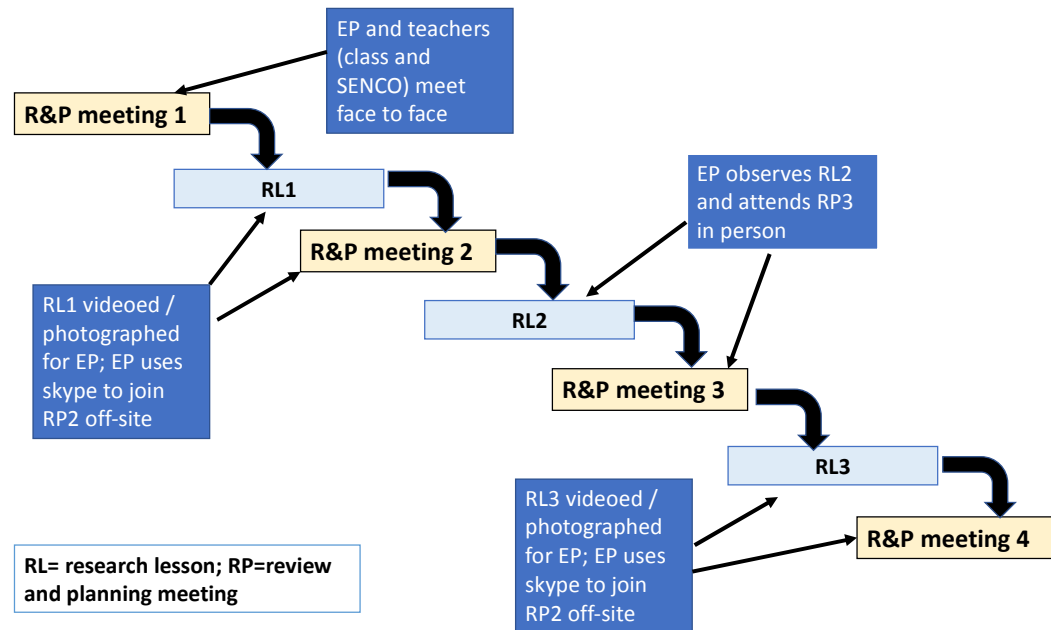 EP and teachers
(class and
SENCO) meet
face to face
R&P meeting 1
RL1
EP observes RL2
and attends RP3
in person
R&P meeting 2
RL1 videoed /
photographed
for EP; EP uses
skype to join
RP2 off-site
RL2
R&P meeting 3
RL3
RL3 videoed /
photographed
for EP; EP uses
skype to join
RP2 off-site
R&P meeting 4
RL= research lesson; RP=review
and planning meeting